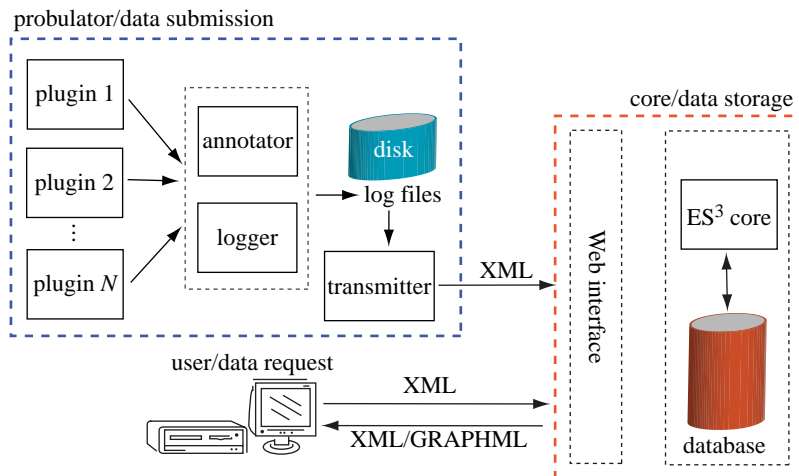 probulator/data submission
plugin 1
plugin 2
⋮
plugin N
annotator
logger
disk
log files
transmitter
XML
core/data storage
Web interface
ES³ core
database
user/data request
XML
XML/GRAPHML